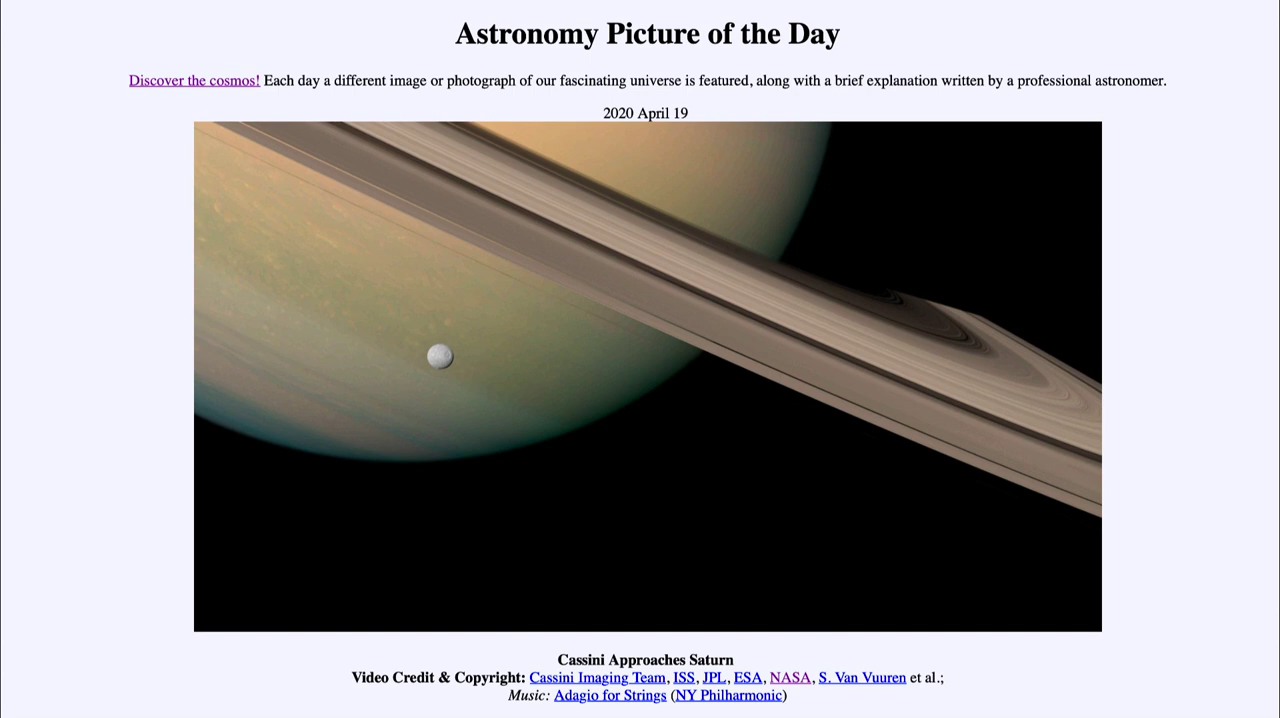 Astronomy Picture of the Day
Discover the cosmos! Each day a different image or photograph of our fascinating universe is featured, along with a brief explanation written by a professional astronomer.
2020 April 19
Cassini Approaches Saturn
Video Credit & Copyright: Cassini Imaging Team, ISS, JPL, ESA, NASA, S. Van Vuuren et al.;
Music: Adagio for Strings (NY Philharmonic)